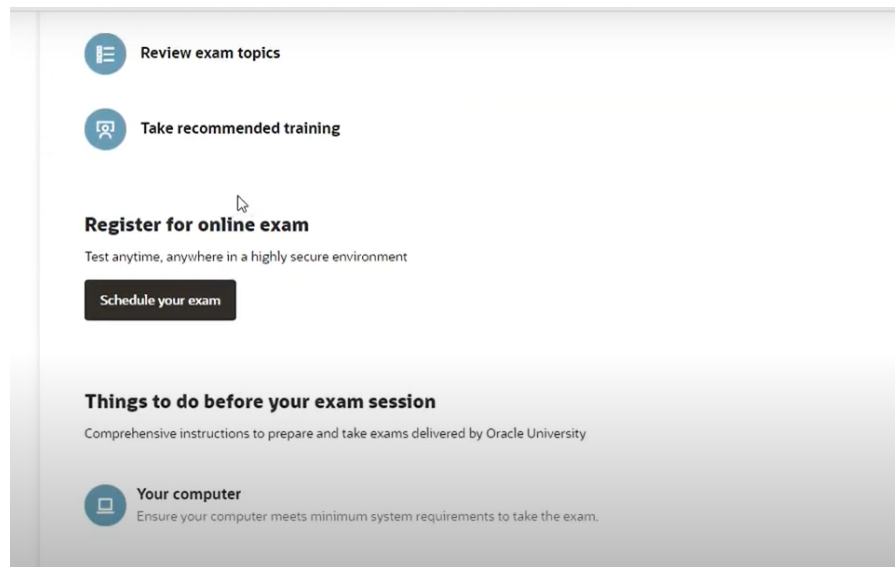 Review exam topics
Take recommended training
Register for online exam
Test anytime, anywhere in a highly secure environment
Schedule your exam
Things to do before your exam session
Comprehensive instructions to prepare and take exams delivered by Oracle University
Your computer
Ensure your computer meets minimum system requirements to take the exam.